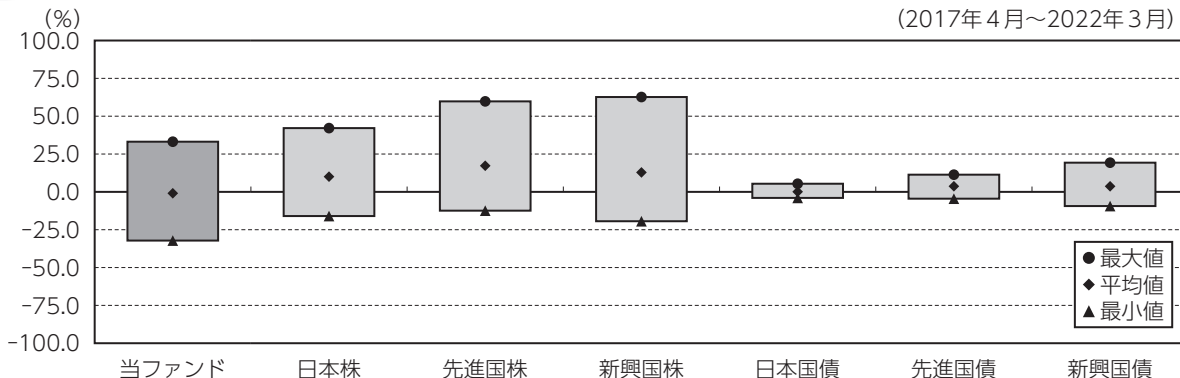 (%)
(2017年4月～2022年3月)
100.0
75.0
50.0
25.0
0.0
-25.0
-50.0
-75.0
-100.0
●最大値
◆平均値
▲最小値
当ファンド 日本株 先進国株 新興国株 日本国債 先進国債 新興国債